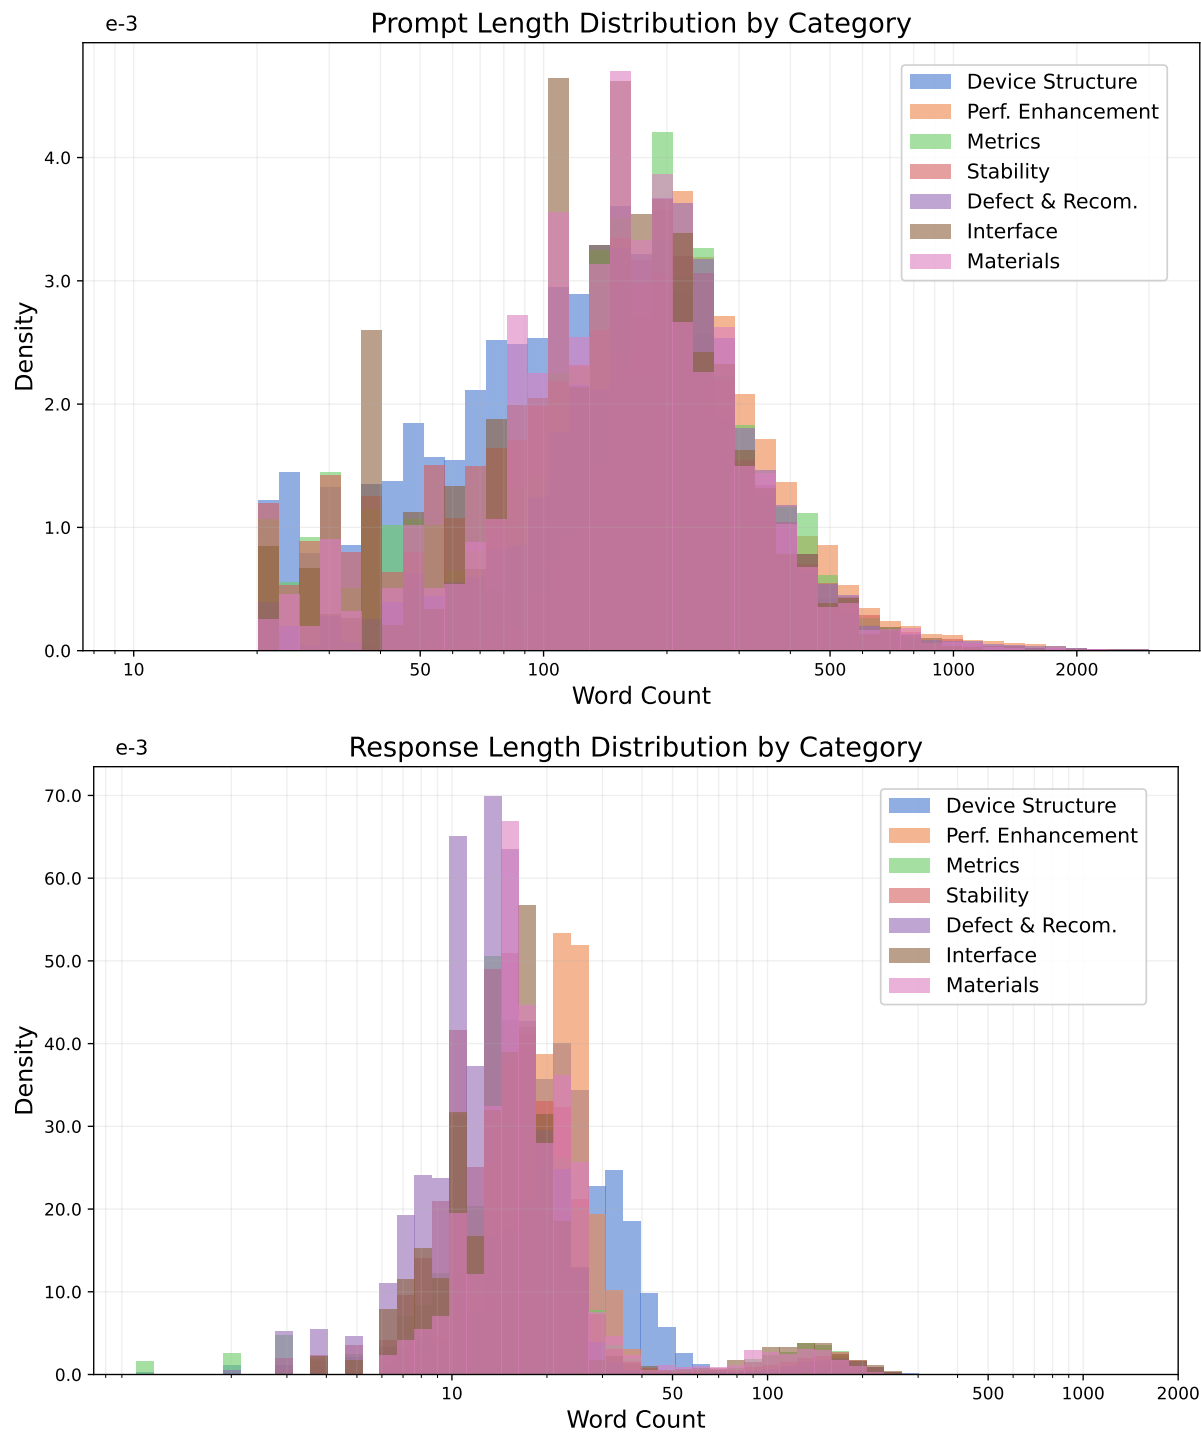 Prompt Length Distribution by Category
e-3
Device Structure
Perf. Enhancement
Metrics
Stability
Defect & Recom.
Interface
Materials
4.0
3.0
2.0
1.0
0.0
Density
10 50 100 500 1000 2000
Word Count
Response Length Distribution by Category
e-3
Device Structure
Perf. Enhancement
Metrics
Stability
Defect & Recom.
Interface
Materials
70.0
60.0
50.0
40.0
30.0
20.0
10.0
0.0
Density
10 50 100 500 1000 2000
Word Count